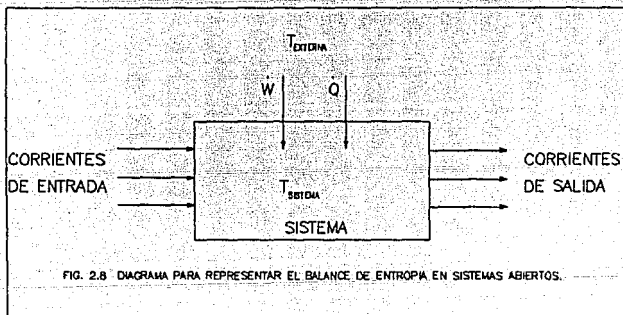 T EXTERNA
Ẇ Q̇
CORRIENTES DE ENTRADA
CORRIENTES DE SALIDA
T SISTEMA
SISTEMA
FIG. 2.8 DIAGRAMA PARA REPRESENTAR EL BALANCE DE ENTROPIA EN SISTEMAS ABIERTOS.